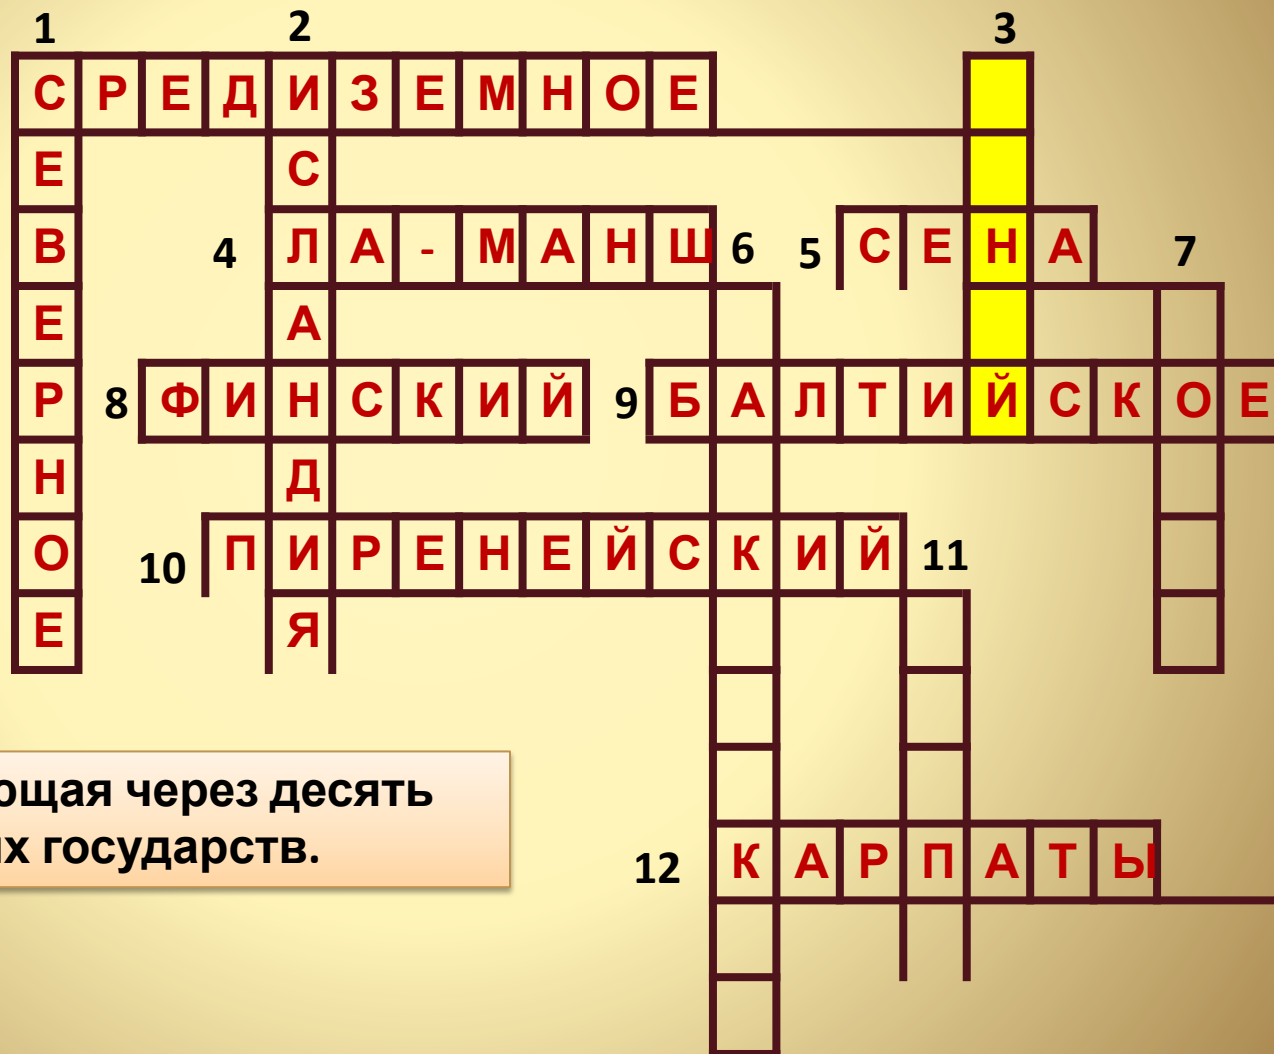 1 2 3
СРЕДИЗЕМНОЕ
Е С
В 4 ЛА-МАНШ 6 5 СЕНА 7
Е А
Р 8 ФИНСКИЙ 9 БАЛТИЙСКОЕ
Н Д
О 10 ПИРЕНЕЙСКИЙ 11
Е Я
через десять
государств.
12 КАРПАТЫ